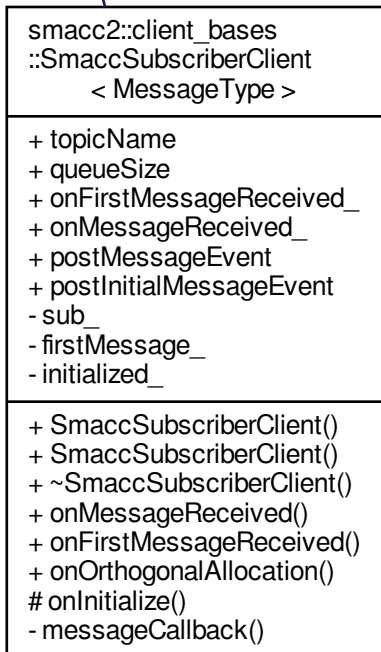 smacc2::client_bases
::SmaccSubscriberClient
< MessageType >
+ topicName
+ queueSize
+ onFirstMessageReceived_
+ onMessageReceived_
+ postMessageEvent
+ postInitialMessageEvent
- sub_
- firstMessage_
- initialized_
+ SmaccSubscriberClient()
+ SmaccSubscriberClient()
+ ~SmaccSubscriberClient()
+ onMessageReceived()
+ onFirstMessageReceived()
+ onOrthogonalAllocation()
# onInitialize()
- messageCallback()